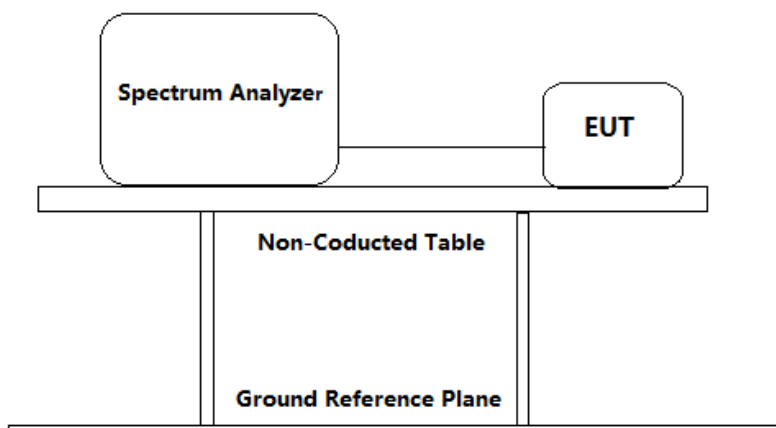 Spectrum Analyzer
EUT
Non-Coducted Table
Ground Reference Plane